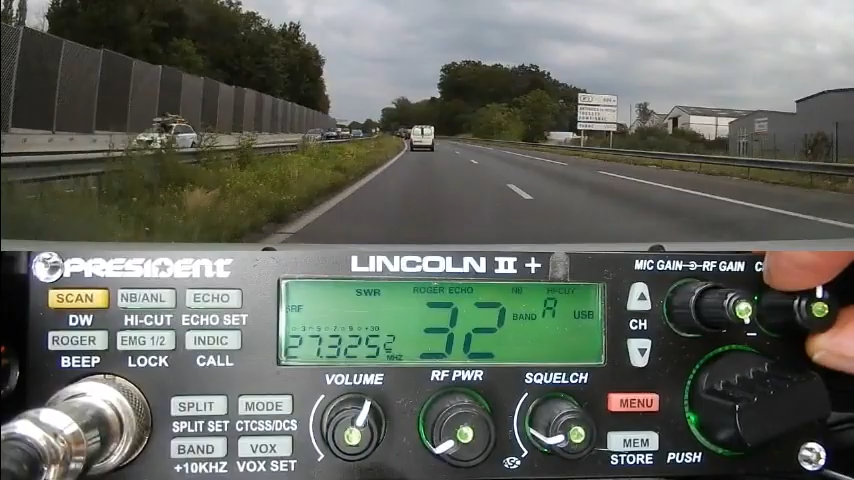 PRESIDENT
LINCOLN II +
MIC GAIN RF GAIN
SCAN NB/ANL ECHO
DW HI-CUT ECHO SET
ROGER EMG 1/2 INDIC
BEEP LOCK CALL
SWR ROGER ECHO NB HI-CUT
32 BAND A USB
27.3252 MHZ
CH
VOLUME RF PWR SQUELCH
SPLIT MODE
SPLIT SET CTCSS/DCS
BAND VOX
+10KHZ VOX SET
MENU
MEM
STORE PUSH
ASC